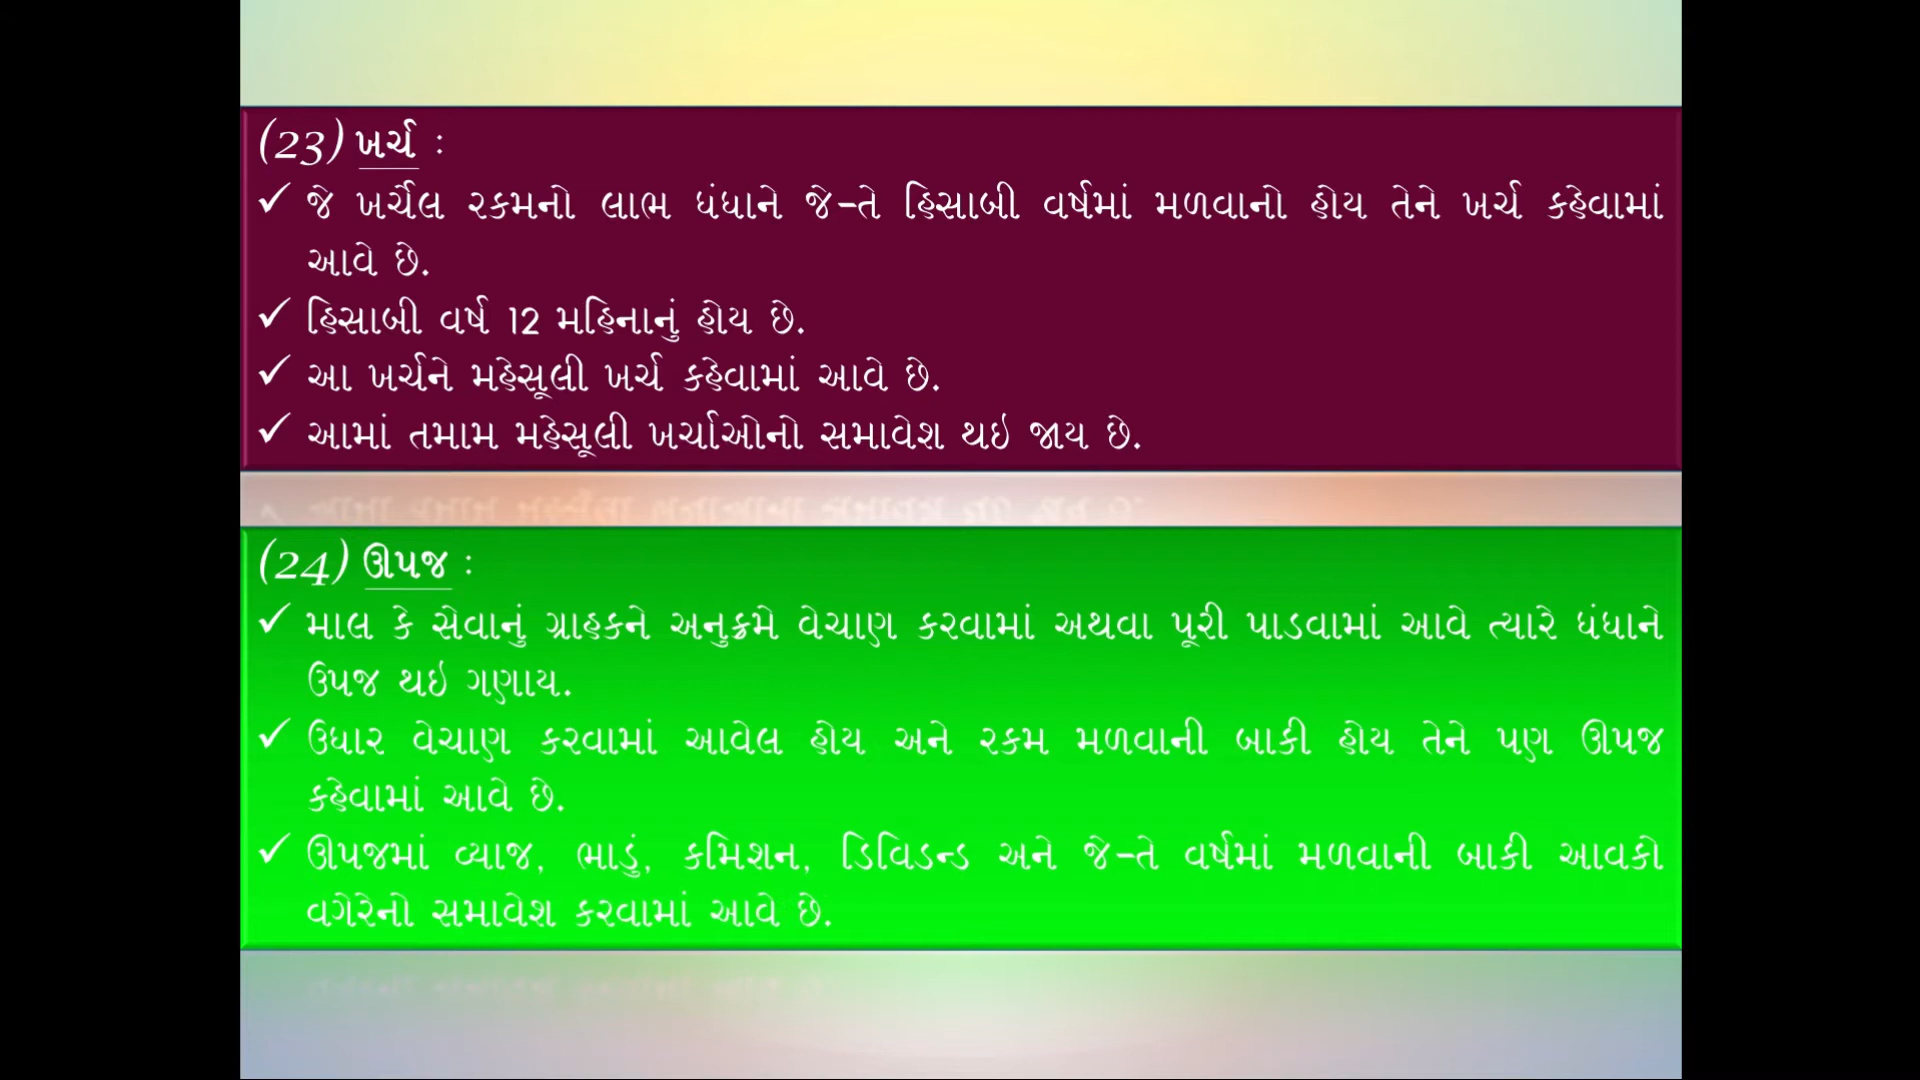 (23) ખર્ચ :
✓ જે ખર્ચેલ રકમનો લાભ ધંધાને જે-તે હિસાબી વર્ષમાં મળવાનો હોય તેને ખર્ચ કહેવામાં
આવે છે.
✓ હિસાબી વર્ષ 12 મહિનાનું હોય છે.
✓ આ ખર્ચને મહેસૂલી ખર્ચ કહેવામાં આવે છે.
✓ આમાં તમામ મહેસૂલી ખર્ચાઓનો સમાવેશ થઇ જાય છે.
(24) ઊપજ :
✓ માલ કે સેવાનું ગ્રાહકને અનુક્રમે વેચાણ કરવામાં અથવા પૂરી પાડવામાં આવે ત્યારે ધંધાને
ઉપજ થઇ ગણાય.
✓ ઉધાર વેચાણ કરવામાં આવેલ હોય અને રકમ મળવાની બાકી હોય તેને પણ ઊપજ
કહેવામાં આવે છે.
✓ ઊપજમાં વ્યાજ, ભાડું, કમિશન, ડિવિડન્ડ અને જે-તે વર્ષમાં મળવાની બાકી આવકો
વગેરેનો સમાવેશ કરવામાં આવે છે.